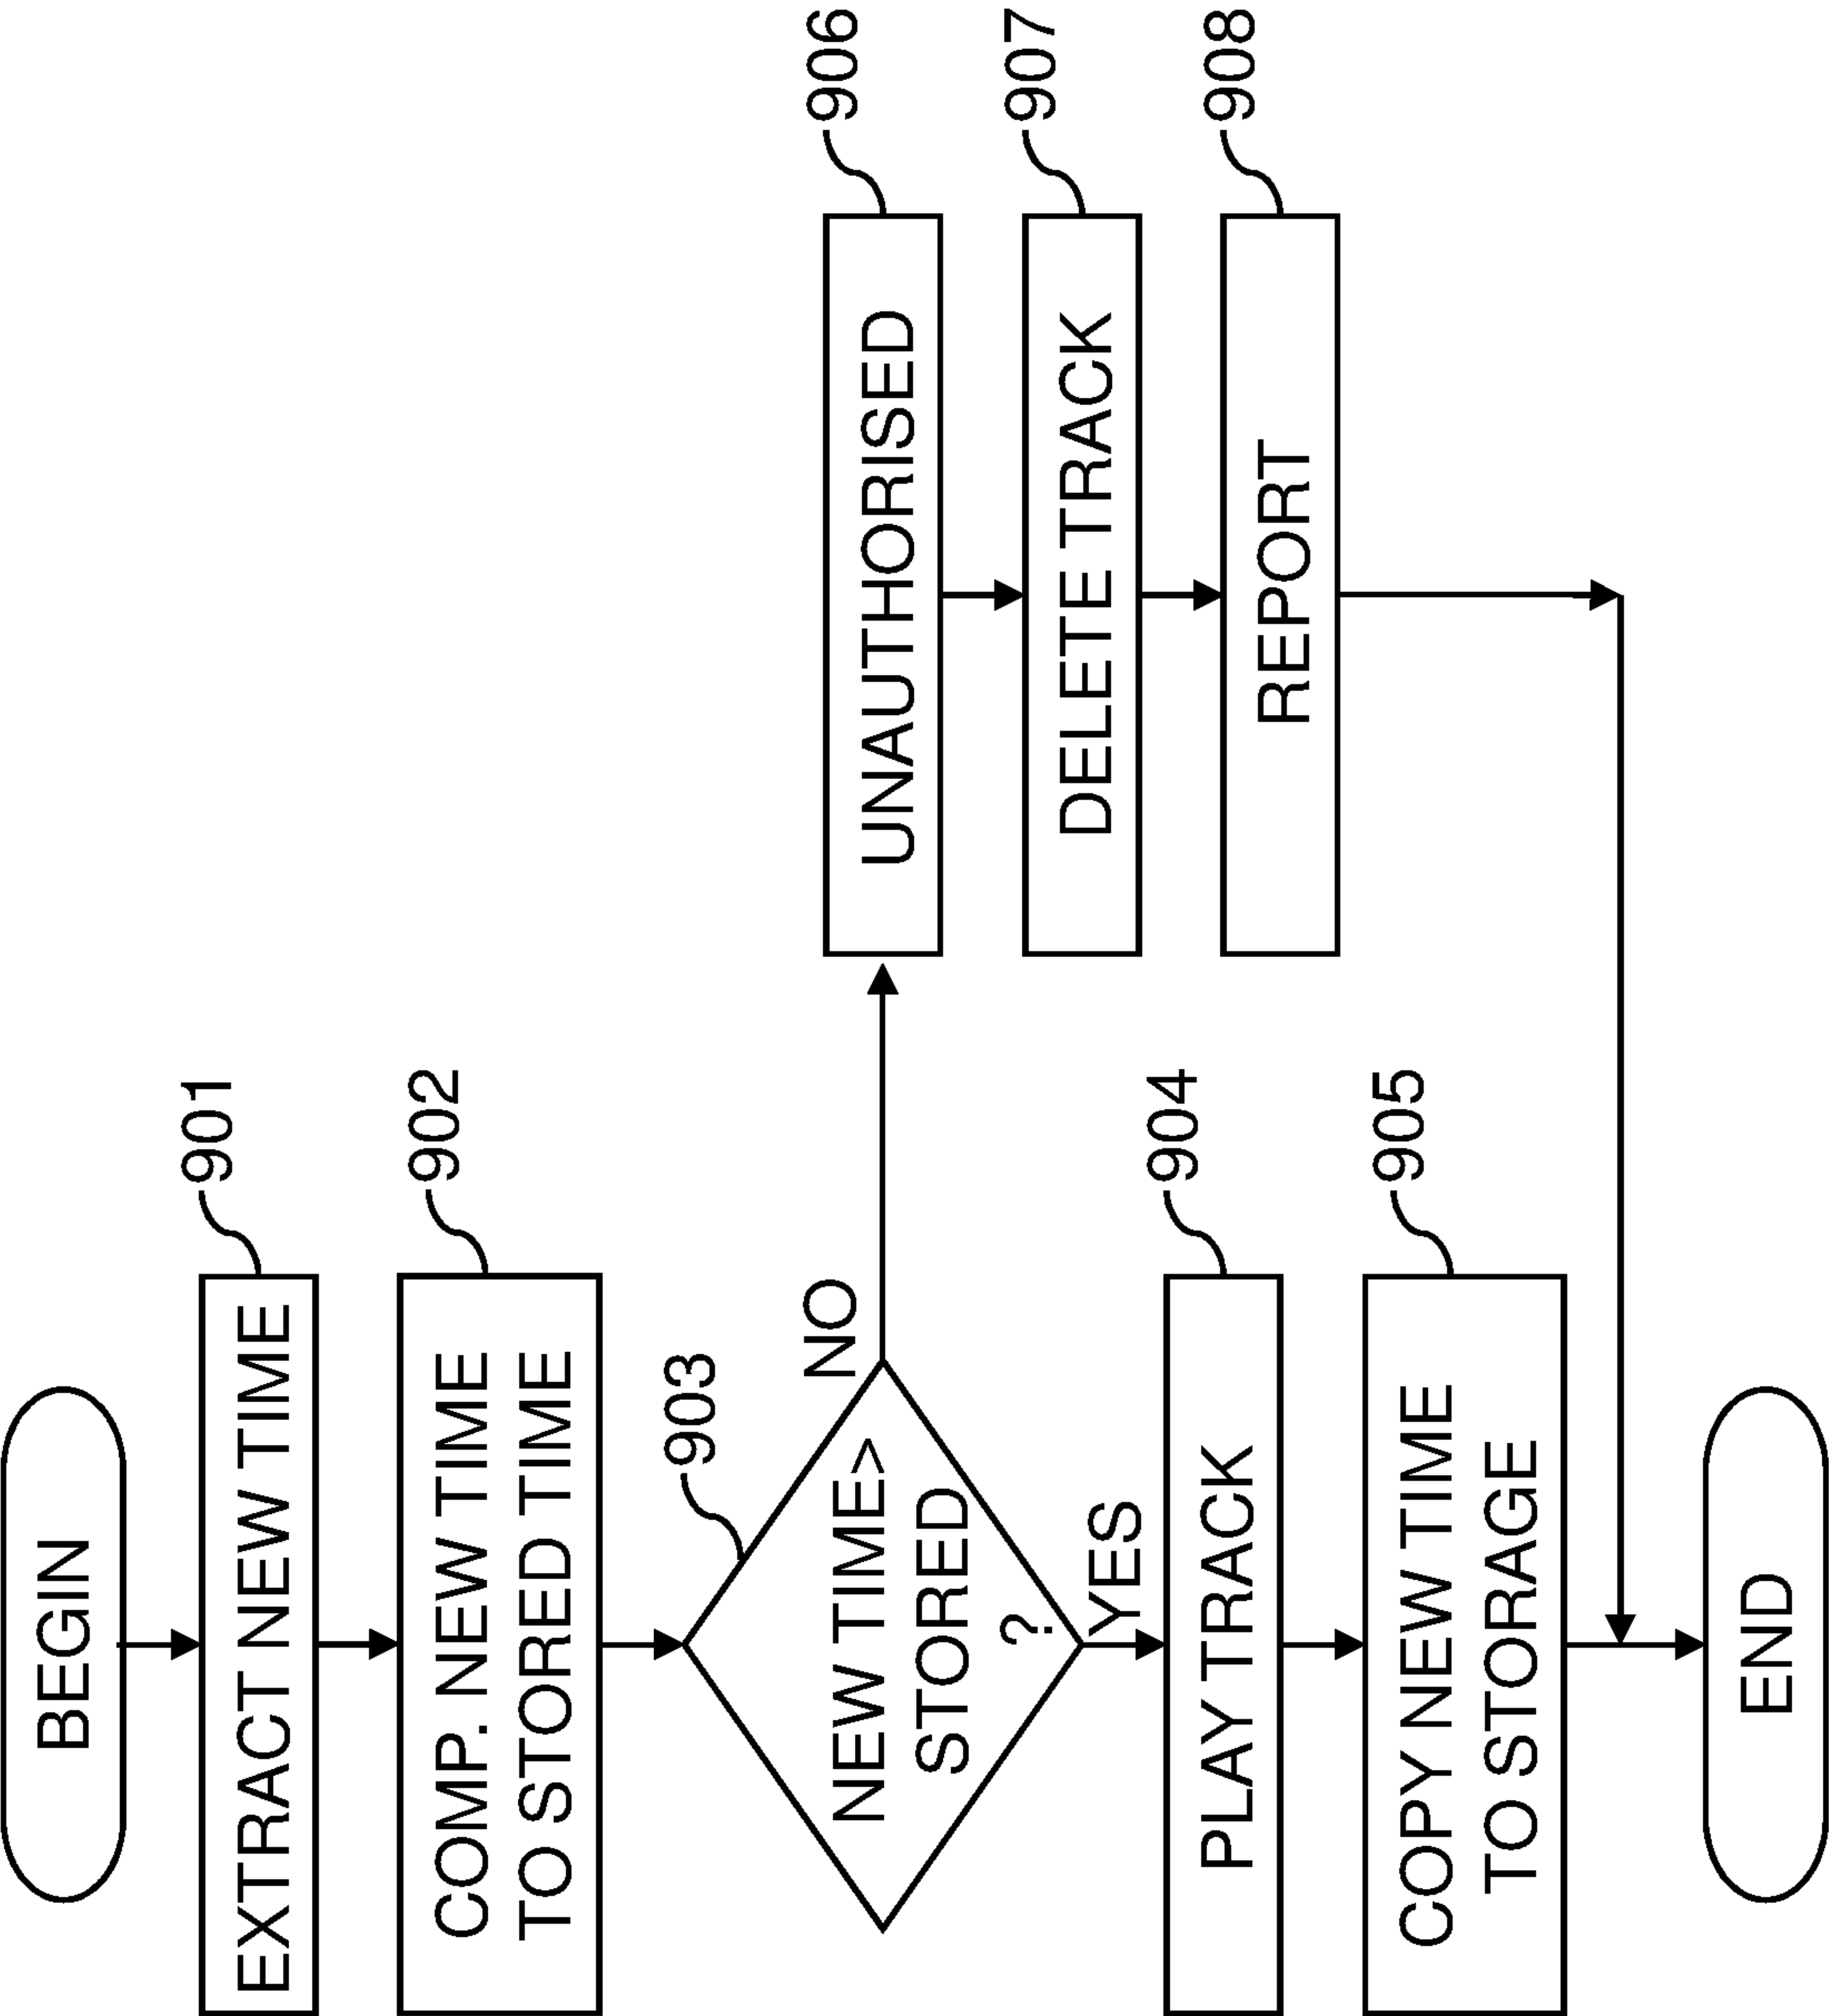 BEGIN
901
EXTRACT NEW TIME
902
COMP. NEW TIME
TO STORED TIME
903
NEW TIME>
STORED
?
NO
YES
904
PLAY TRACK
905
COPY NEW TIME
TO STORAGE
906
UNAUTHORISED
907
DELETE TRACK
908
REPORT
END